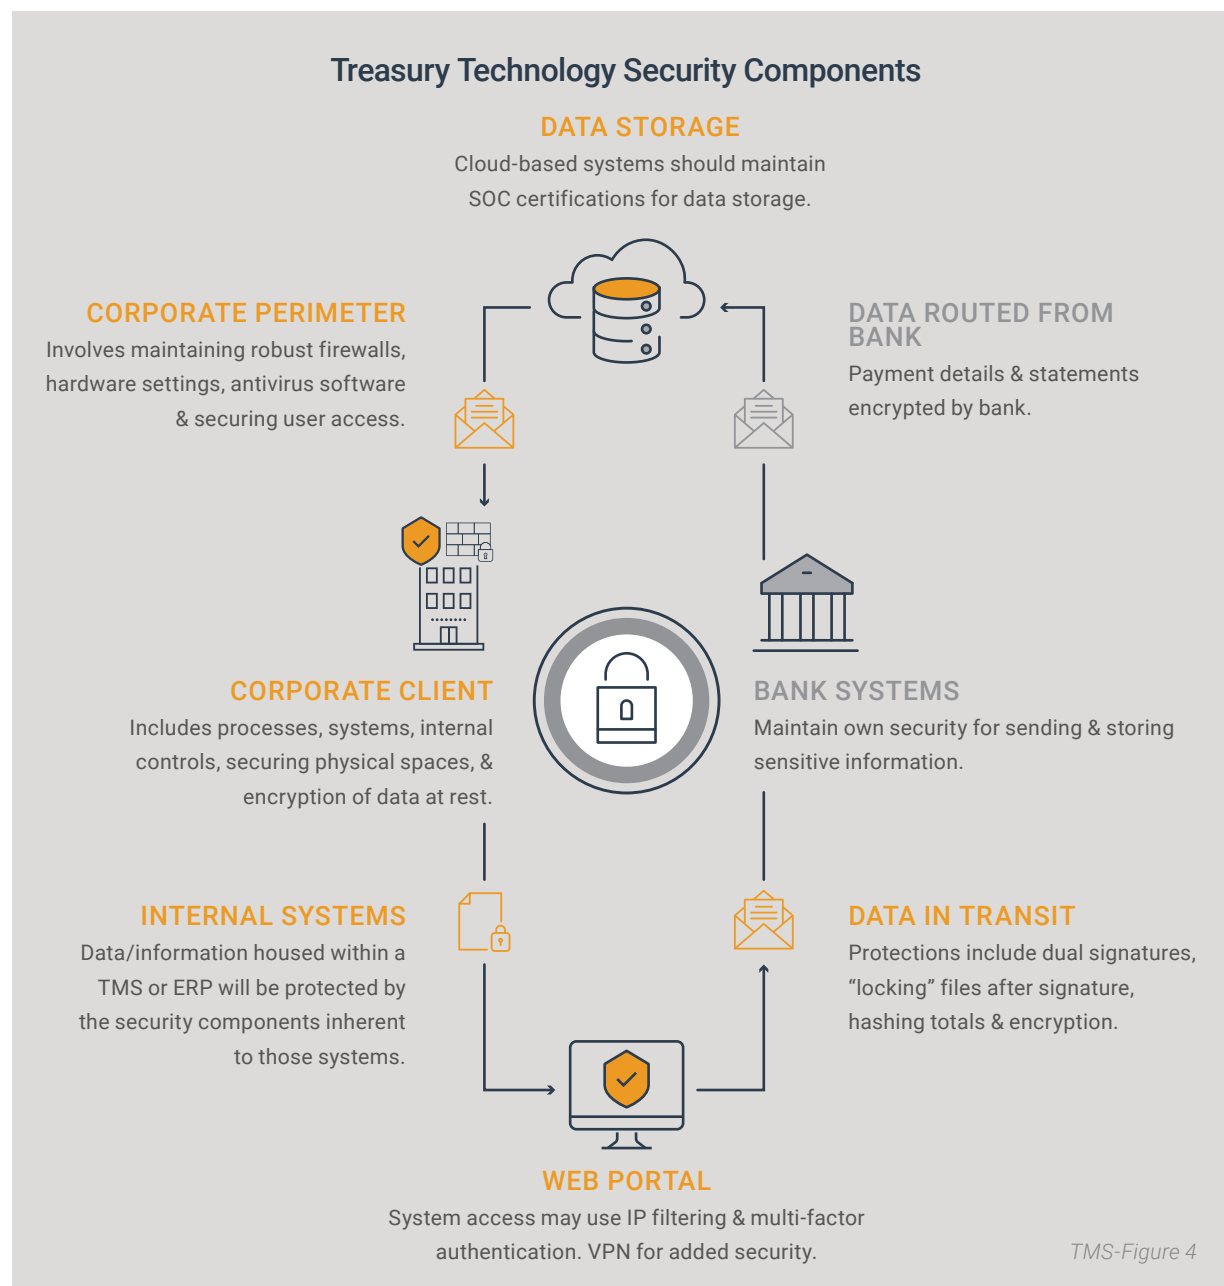 Treasury Technology Security Components
DATA STORAGE
Cloud-based systems should maintain
SOC certifications for data storage.
CORPORATE PERIMETER
Involves maintaining robust firewalls,
hardware settings, antivirus software
& securing user access.
DATA ROUTED FROM
BANK
Payment details & statements
encrypted by bank.
CORPORATE CLIENT
Includes processes, systems, internal
controls, securing physical spaces, &
encryption of data at rest.
BANK SYSTEMS
Maintain own security for sending & storing
sensitive information.
INTERNAL SYSTEMS
Data/information housed within a
TMS or ERP will be protected by
the security components inherent
to those systems.
DATA IN TRANSIT
Protections include dual signatures,
“locking” files after signature,
hashing totals & encryption.
WEB PORTAL
System access may use IP filtering & multi-factor
authentication. VPN for added security.
TMS-Figure 4